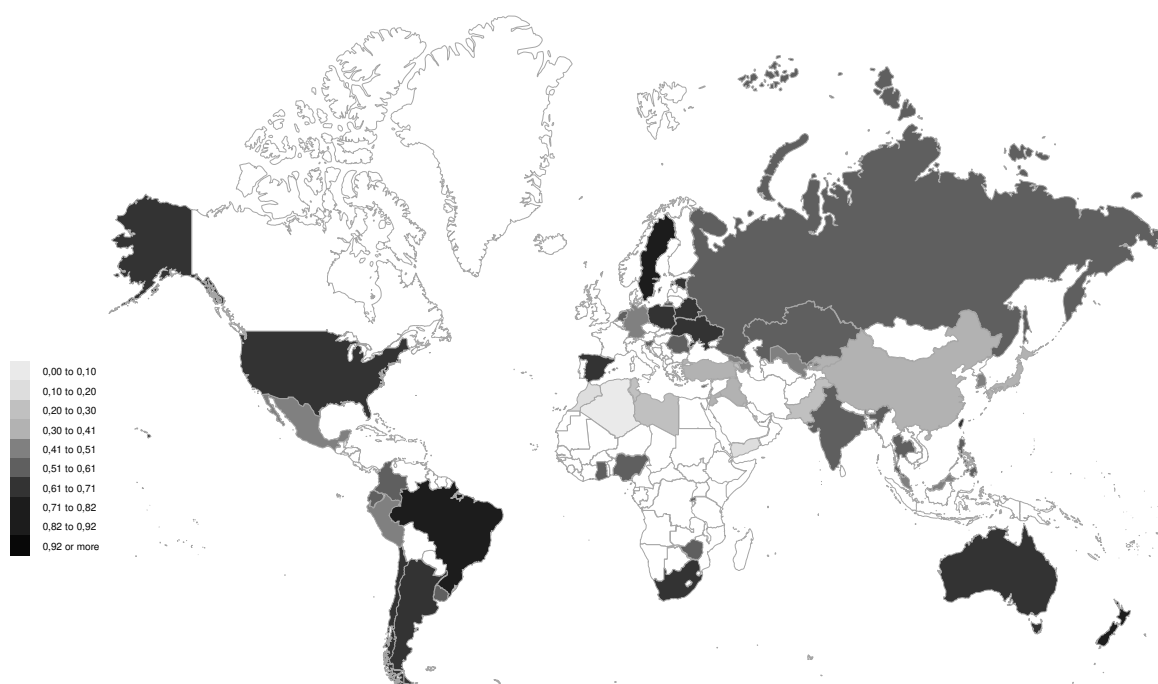 0,00 to 0,10
0,10 to 0,20
0,20 to 0,30
0,30 to 0,41
0,41 to 0,51
0,51 to 0,61
0,61 to 0,71
0,71 to 0,82
0,82 to 0,92
0,92 or more